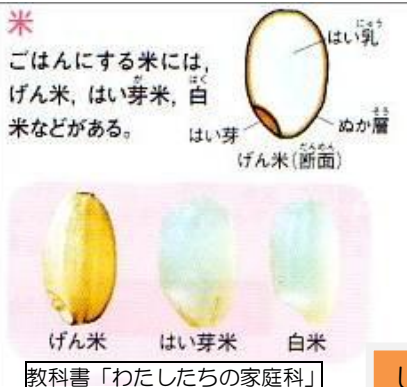 米
ごはんにする米には,
げん米, はい芽米, 白
米などがある。
はい乳
はい芽
ぬか層
げん米(断面)
げん米
はい芽米
白米
教科書「わたしたちの家庭科」